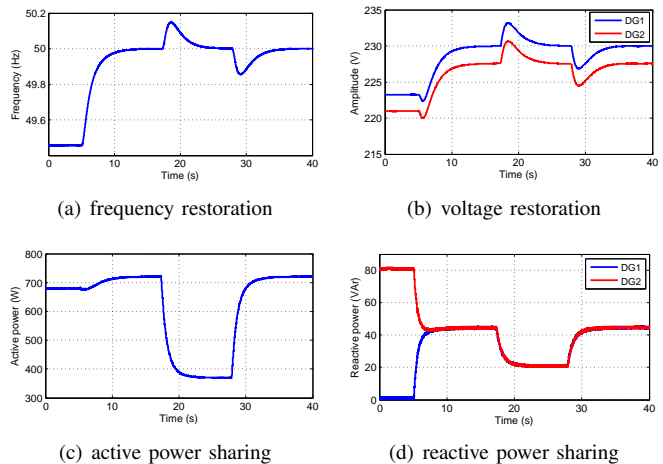 50.2
50
49.8
49.6
Frequency (Hz)
0 10 20 30 40
Time (s)
(a) frequency restoration
DG1
DG2
230
225
220
215
Amplitude (V)
0 10 20 30 40
Time (s)
(b) voltage restoration
800
700
600
500
400
300
Active power (W)
0 10 20 30 40
Time (s)
(c) active power sharing
DG1
DG2
80
60
40
20
0
Reactive power (VAr)
0 10 20 30 40
Time (s)
(d) reactive power sharing